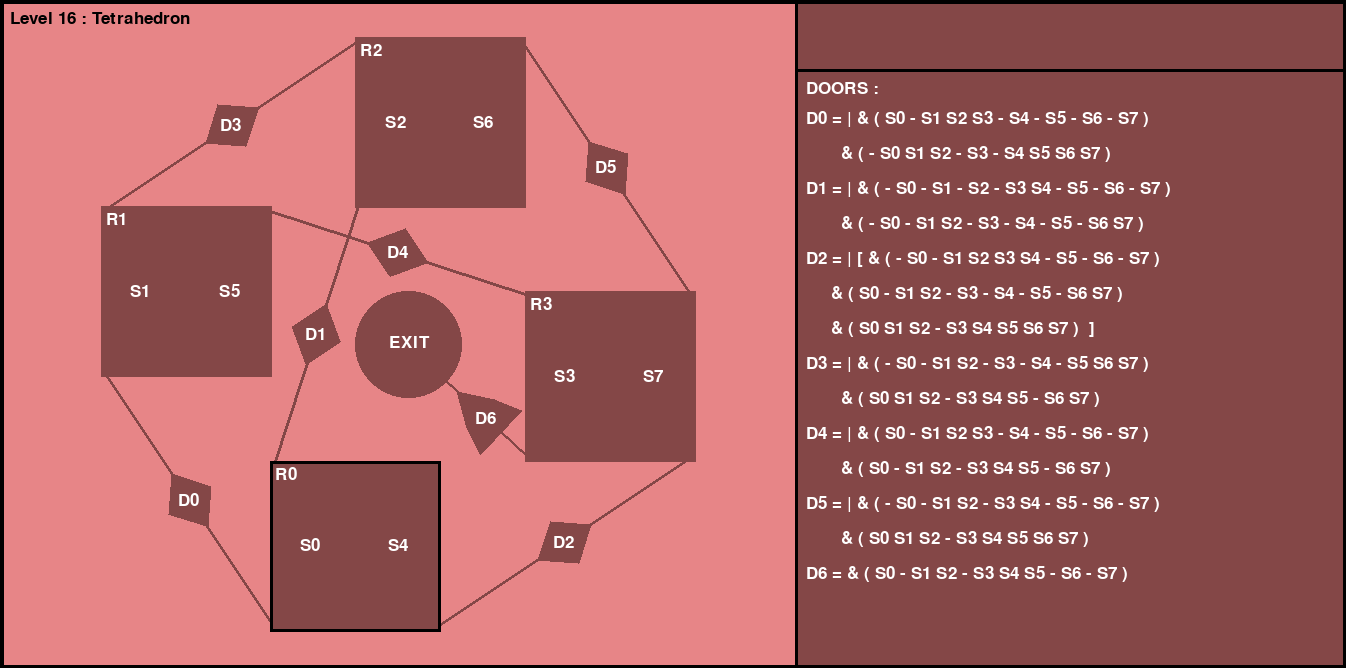 Level 16 : Tetrahedron
R2
D3
S2 S6
D5
R1
D4
S1 S5
R3
D1
EXIT
S3 S7
D6
R0
D0
S0 S4
D2
DOORS :
D0 = | & ( S0 - S1 S2 S3 - S4 - S5 - S6 - S7 )
& ( - S0 S1 S2 - S3 - S4 S5 S6 S7 )
D1 = | & ( - S0 - S1 - S2 - S3 S4 - S5 - S6 - S7 )
& ( - S0 - S1 S2 - S3 - S4 - S5 - S6 S7 )
D2 = | [ & ( - S0 - S1 S2 S3 S4 - S5 - S6 - S7 )
& ( S0 - S1 S2 - S3 - S4 - S5 - S6 S7 )
& ( S0 S1 S2 - S3 S4 S5 S6 S7 ) ]
D3 = | & ( - S0 - S1 S2 - S3 - S4 - S5 S6 S7 )
& ( S0 S1 S2 - S3 S4 S5 - S6 S7 )
D4 = | & ( S0 - S1 S2 S3 - S4 - S5 - S6 - S7 )
& ( S0 - S1 S2 - S3 S4 S5 - S6 S7 )
D5 = | & ( - S0 - S1 S2 - S3 S4 - S5 - S6 - S7 )
& ( S0 S1 S2 - S3 S4 S5 S6 S7 )
D6 = & ( S0 - S1 S2 - S3 S4 S5 - S6 - S7 )